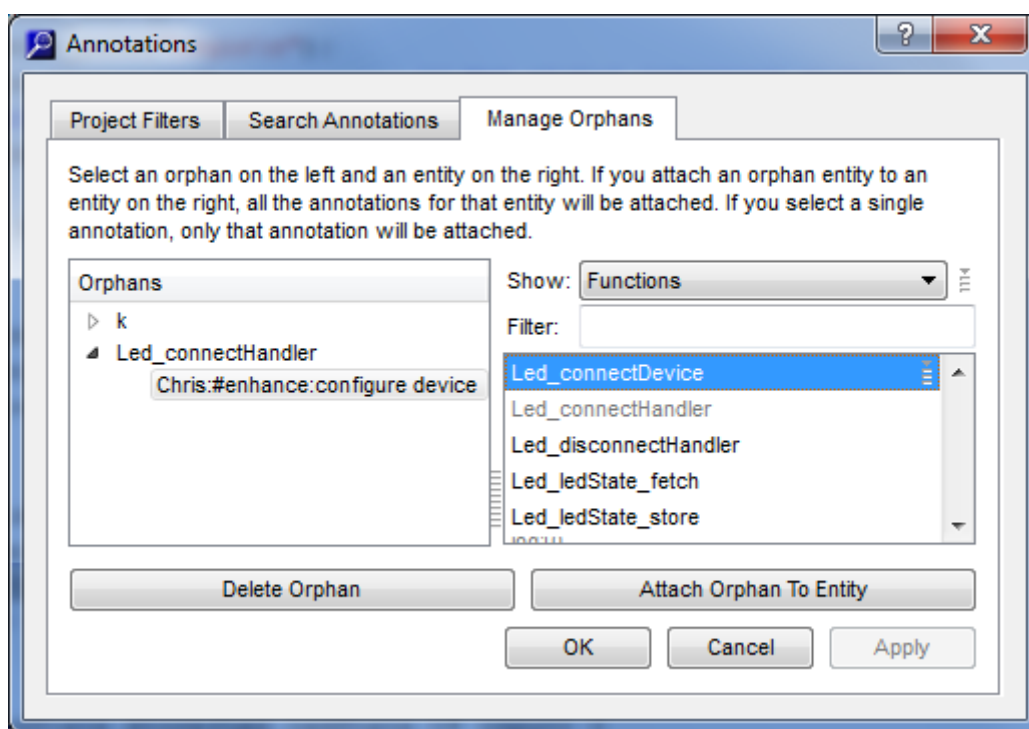 Annotations
Project Filters
Search Annotations
Manage Orphans
Select an orphan on the left and an entity on the right. If you attach an orphan entity to an
entity on the right, all the annotations for that entity will be attached. If you select a single
annotation, only that annotation will be attached.
Orphans
k
Led_connectHandler
Chris:#enhance:configure device
Show: Functions
Filter:
Led_connectDevice
Led_connectHandler
Led_disconnectHandler
Led_ledState_fetch
Led_ledState_store
Delete Orphan
Attach Orphan To Entity
OK
Cancel
Apply